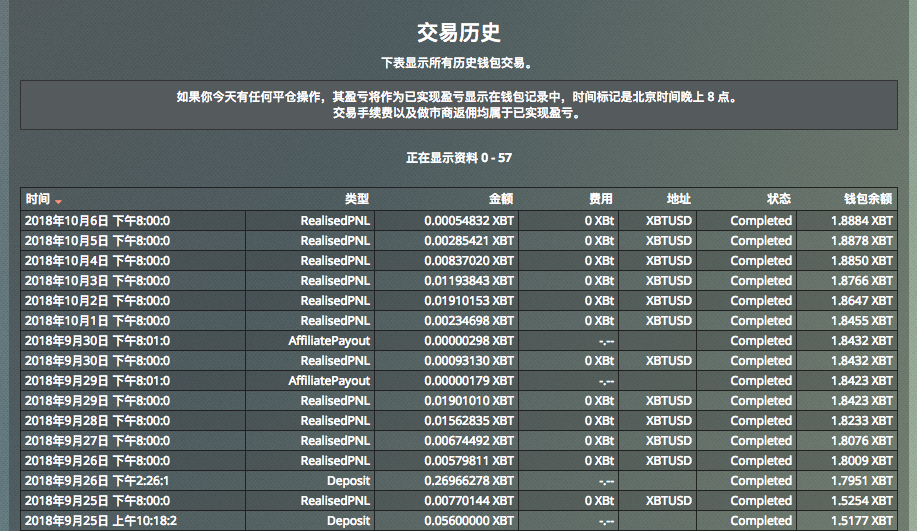 交易历史
下表显示所有历史钱包交易。
如果你今天有任何平仓操作，其盈亏将作为已实现盈亏显示在钱包记录中，时间标记是北京时间晚上 8 点。
交易手续费以及做市商返佣均属于已实现盈亏。
正在显示资料 0 - 57
时间 类型 金额 费用 地址 状态 钱包余额
2018年10月6日 下午8:00:0 RealisedPNL 0.00054832 XBT 0 XBt XBTUSD Completed 1.8884 XBT
2018年10月5日 下午8:00:0 RealisedPNL 0.00285421 XBT 0 XBt XBTUSD Completed 1.8878 XBT
2018年10月4日 下午8:00:0 RealisedPNL 0.00837020 XBT 0 XBt XBTUSD Completed 1.8850 XBT
2018年10月3日 下午8:00:0 RealisedPNL 0.01193843 XBT 0 XBt XBTUSD Completed 1.8766 XBT
2018年10月2日 下午8:00:0 RealisedPNL 0.01910153 XBT 0 XBt XBTUSD Completed 1.8647 XBT
2018年10月1日 下午8:00:0 RealisedPNL 0.00234698 XBT 0 XBt XBTUSD Completed 1.8455 XBT
2018年9月30日 下午8:01:0 AffiliatePayout 0.00000298 XBT -.-- Completed 1.8432 XBT
2018年9月30日 下午8:00:0 RealisedPNL 0.00093130 XBT 0 XBt XBTUSD Completed 1.8432 XBT
2018年9月29日 下午8:01:0 AffiliatePayout 0.00000179 XBT -.-- Completed 1.8423 XBT
2018年9月29日 下午8:00:0 RealisedPNL 0.01901010 XBT 0 XBt XBTUSD Completed 1.8423 XBT
2018年9月28日 下午8:00:0 RealisedPNL 0.01562835 XBT 0 XBt XBTUSD Completed 1.8233 XBT
2018年9月27日 下午8:00:0 RealisedPNL 0.00674492 XBT 0 XBt XBTUSD Completed 1.8076 XBT
2018年9月26日 下午8:00:0 RealisedPNL 0.00579811 XBT 0 XBt XBTUSD Completed 1.8009 XBT
2018年9月26日 下午2:26:1 Deposit 0.26966278 XBT -.-- Completed 1.7951 XBT
2018年9月25日 下午8:00:0 RealisedPNL 0.00770144 XBT 0 XBt XBTUSD Completed 1.5254 XBT
2018年9月25日 上午10:18:2 Deposit 0.05600000 XBT -.-- Completed 1.5177 XBT